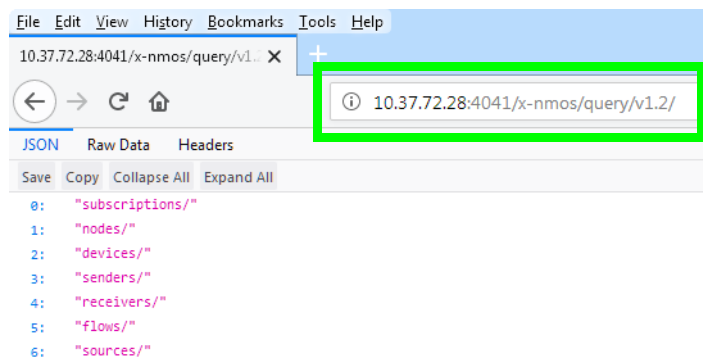 File Edit View History Bookmarks Tools Help
10.37.72.28:4041/x-nmos/query/v1.2
10.37.72.28:4041/x-nmos/query/v1.2/
JSON Raw Data Headers
Save Copy Collapse All Expand All
0: "subscriptions/"
1: "nodes/"
2: "devices/"
3: "senders/"
4: "receivers/"
5: "flows/"
6: "sources/"